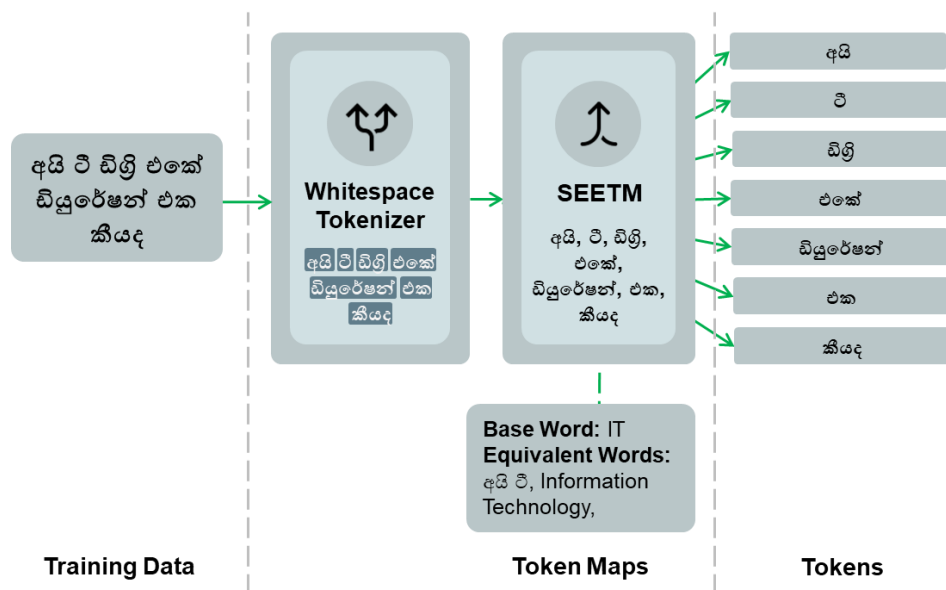 අයි ටී ඩිග්‍රි එකේ
ඩියුරේෂන් එක
කීයද
Whitespace
Tokenizer
අයි ටී ඩිග්‍රි එකේ
ඩියුරේෂන් එක
කීයද
SEETM
අයි, ටී, ඩිග්‍රි,
එකේ,
ඩියුරේෂන්, එක,
කීයද
Base Word: IT
Equivalent Words:
අයි ටී, Information
Technology,
අයි
ටී
ඩිග්‍රි
එකේ
ඩියුරේෂන්
එක
කීයද
Training Data
Token Maps
Tokens